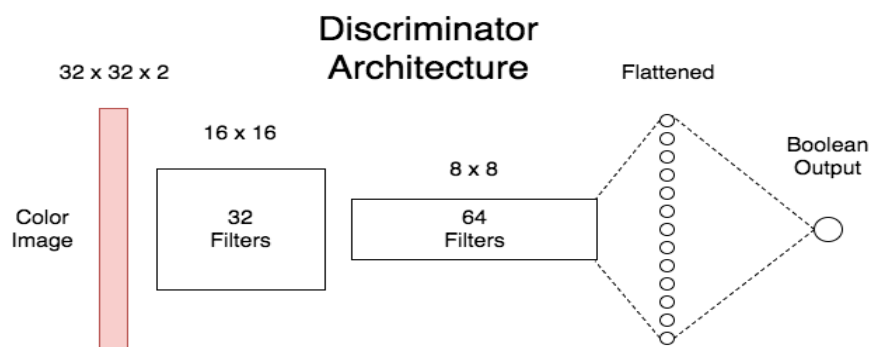 Discriminator
Architecture
32 x 32 x 2
Flattened
16 x 16
Boolean
Output
8 x 8
Color
Image
32
Filters
64
Filters